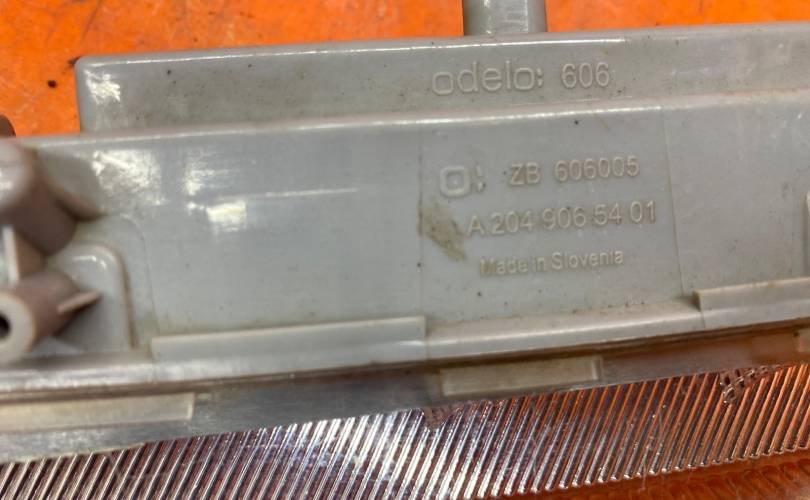 odelo: 606
o: ZB 606005
A 204 906 54 01
Made in Slovenia